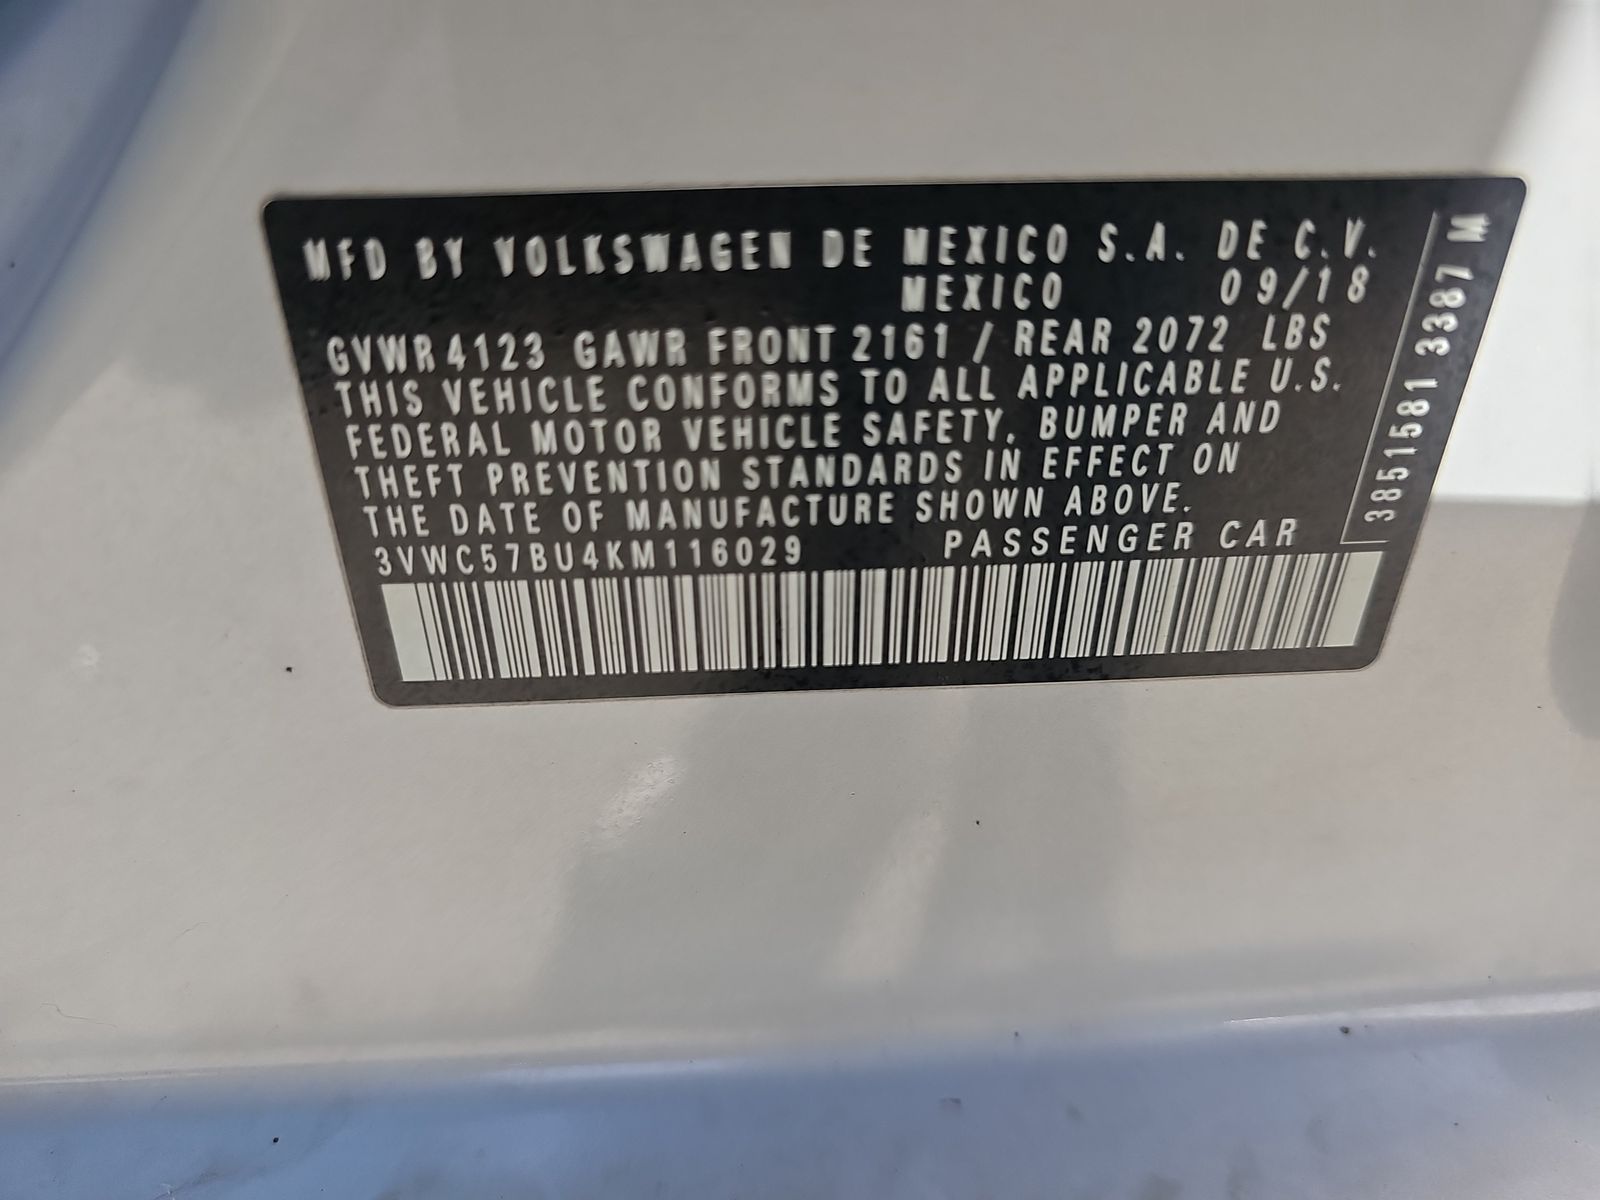 MFD BY VOLKSWAGEN DE MEXICO S.A. DE C.V.
MEXICO 09/18
GVWR 4123 GAWR FRONT 2161 / REAR 2072 LBS
THIS VEHICLE CONFORMS TO ALL APPLICABLE U.S.
FEDERAL MOTOR VEHICLE SAFETY, BUMPER AND
THEFT PREVENTION STANDARDS IN EFFECT ON
THE DATE OF MANUFACTURE SHOWN ABOVE.
3VWC57BU4KM116029 PASSENGER CAR
3851581 3387 M